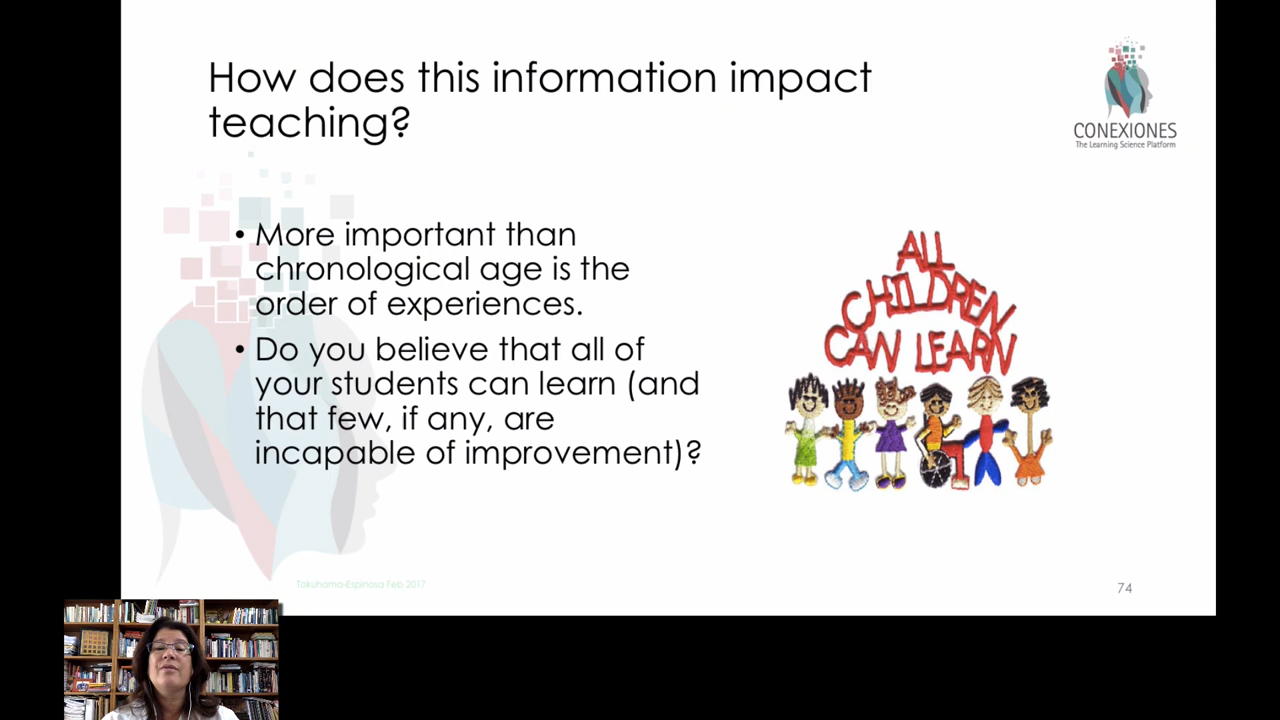 How does this information impact
teaching?
CONEXIONES
The Learning Science Platform
• More important than
chronological age is the
order of experiences.
• Do you believe that all of
your students can learn (and
that few, if any, are
incapable of improvement)?
ALL
CHILDREN
CAN LEARN
Tokuhama-Espinosa Feb 2017
74